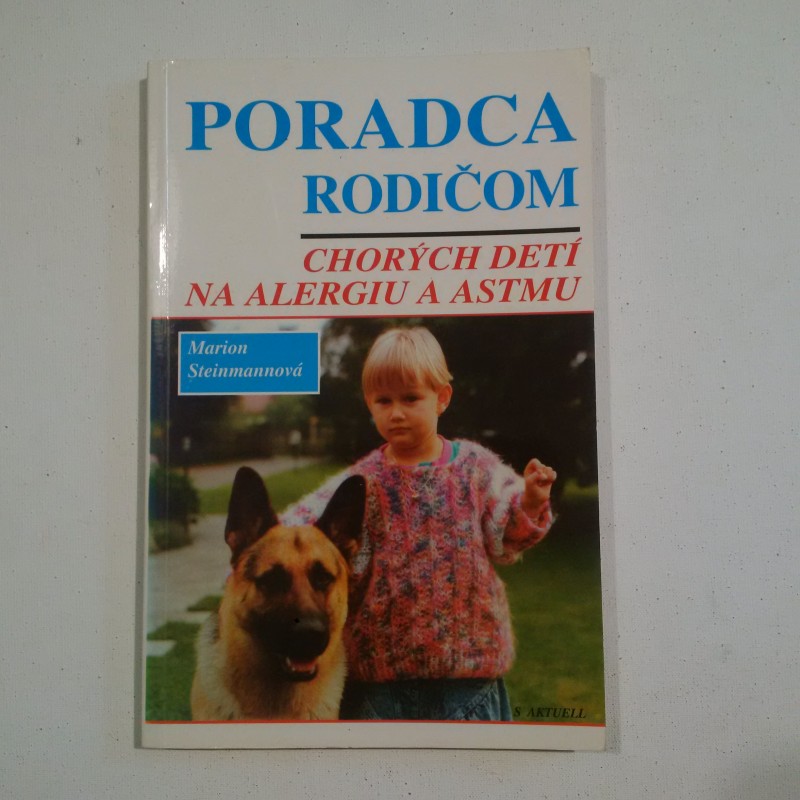 PORADCA
RODIČOM
CHORÝCH DETÍ
NA ALERGIU A ASTMU
Marion
Steinmannová
S AKTUELL